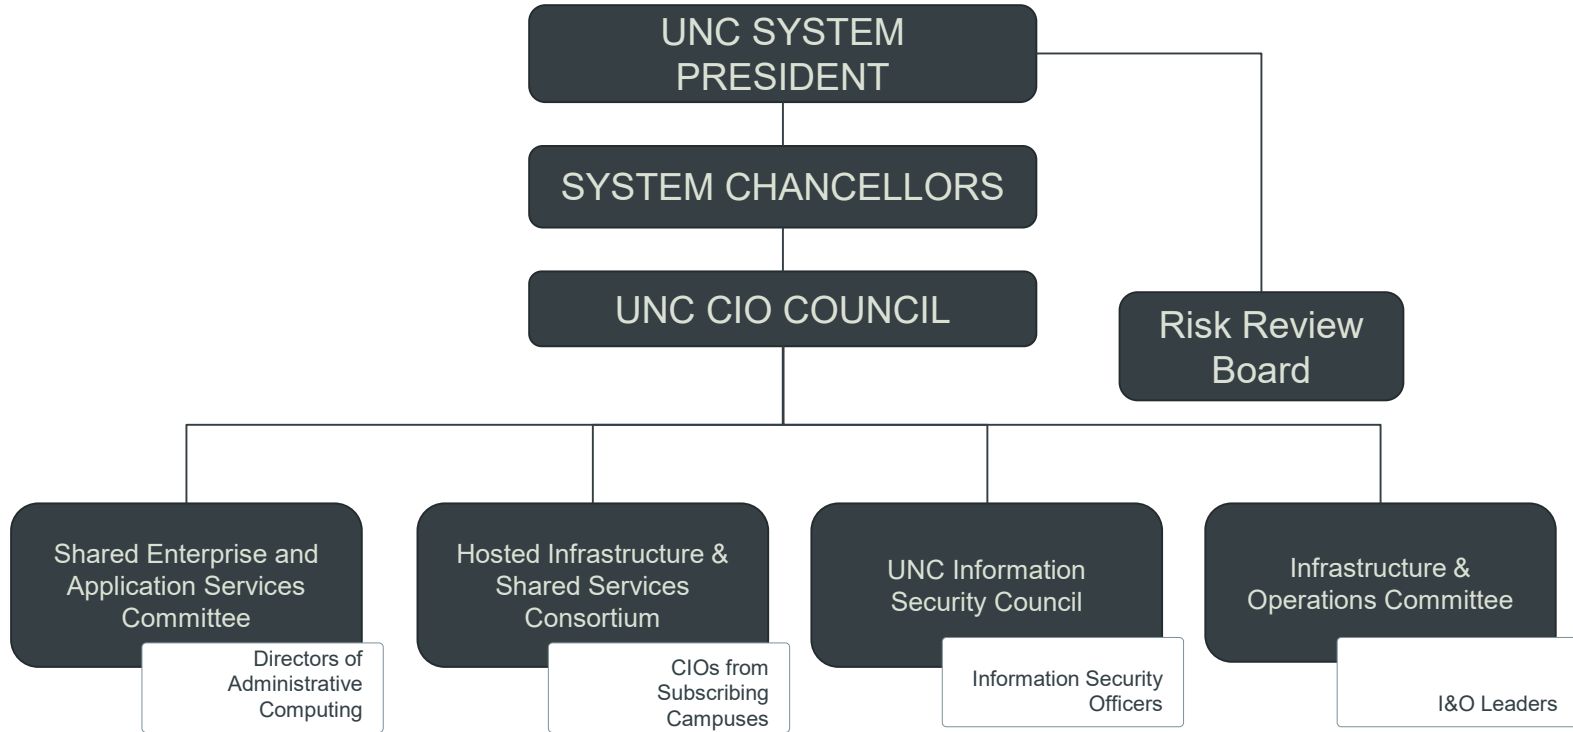 UNC SYSTEM
PRESIDENT
SYSTEM CHANCELLORS
UNC CIO COUNCIL
Risk Review
Board
Shared Enterprise and
Application Services
Committee
Directors of
Administrative
Computing
Hosted Infrastructure &
Shared Services
Consortium
CIOs from
Subscribing
Campuses
UNC Information
Security Council
Information Security
Officers
Infrastructure &
Operations Committee
I&O Leaders